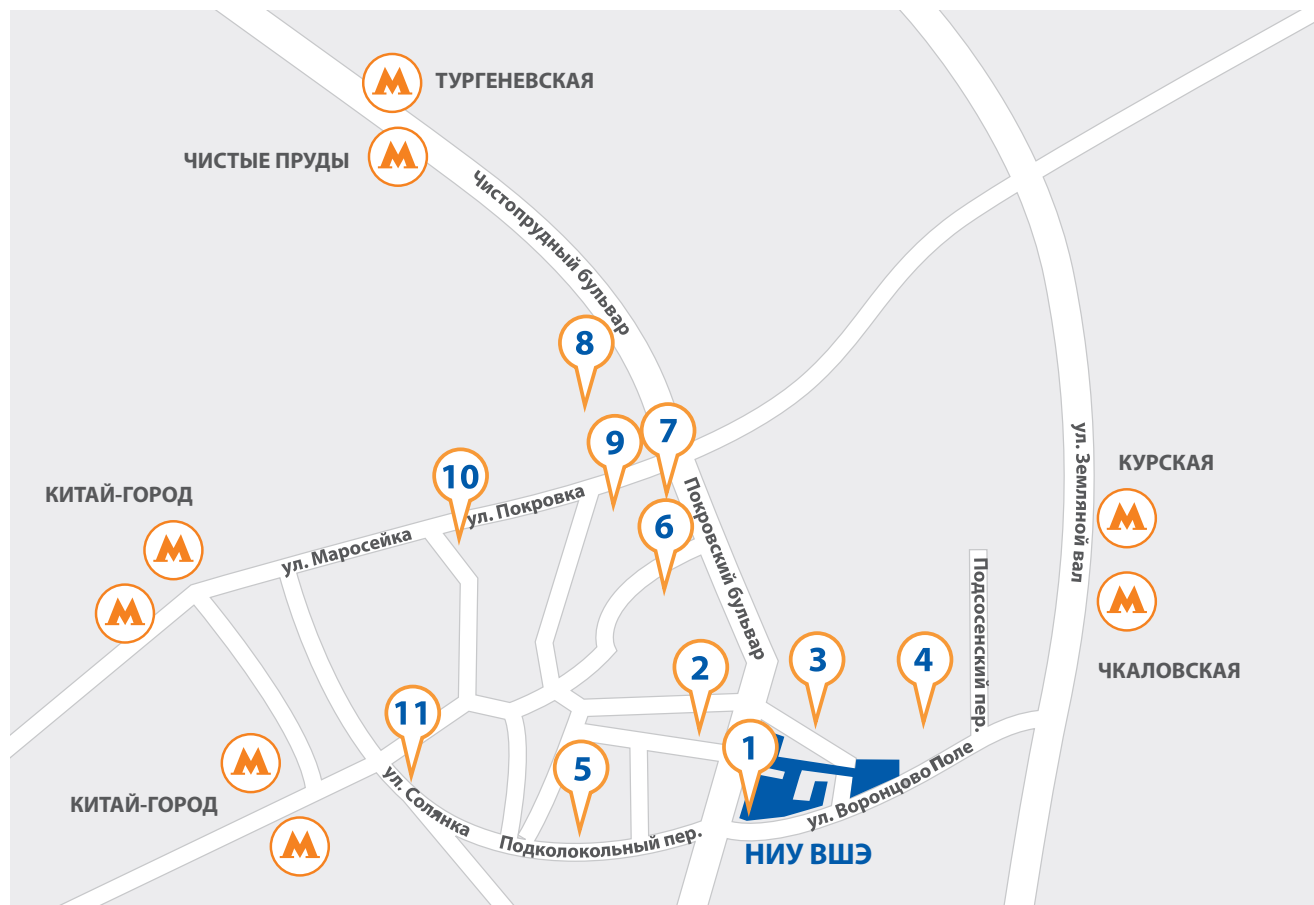 ТУРГЕНЕВСКАЯ
ЧИСТЫЕ ПРУДЫ
Чистопрудный бульвар
8
7
9
10
КУРСКАЯ
ул. Земляной вал
КИТАЙ-ГОРОД
ул. Покровка
ул. Маросейка
6
Покровский бульвар
Подсосенский пер.
ЧКАЛОВСКАЯ
2
3
4
11
1
5
КИТАЙ-ГОРОД
ул. Солянка
Подколокольный пер.
ул. Воронцово Поле
НИУ ВШЭ